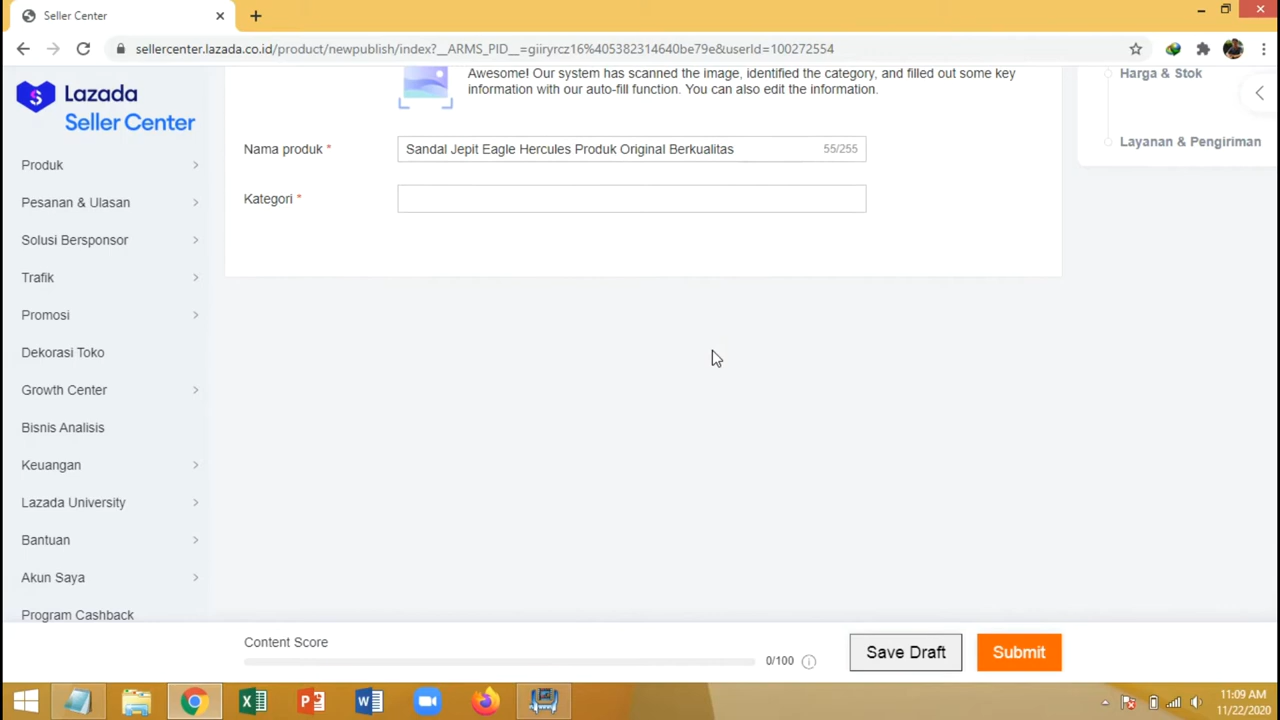 Seller Center
sellercenter.lazada.co.id/product/newpublish/index?__ARMS_PID__=giiryrcz16%405382314640be79e&userId=100272554
Lazada
Seller Center
Produk
Pesanan & Ulasan
Solusi Bersponsor
Trafik
Promosi
Dekorasi Toko
Growth Center
Bisnis Analisis
Keuangan
Lazada University
Bantuan
Akun Saya
Program Cashback
Awesome! Our system has scanned the image, identified the category, and filled out some key
information with our auto-fill function. You can also edit the information.
Nama produk *
Sandal Jepit Eagle Hercules Produk Original Berkualitas 55/255
Kategori *
Harga & Stok
Layanan & Pengiriman
Content Score
0/100
Save Draft
Submit
11:09 AM
11/22/2020